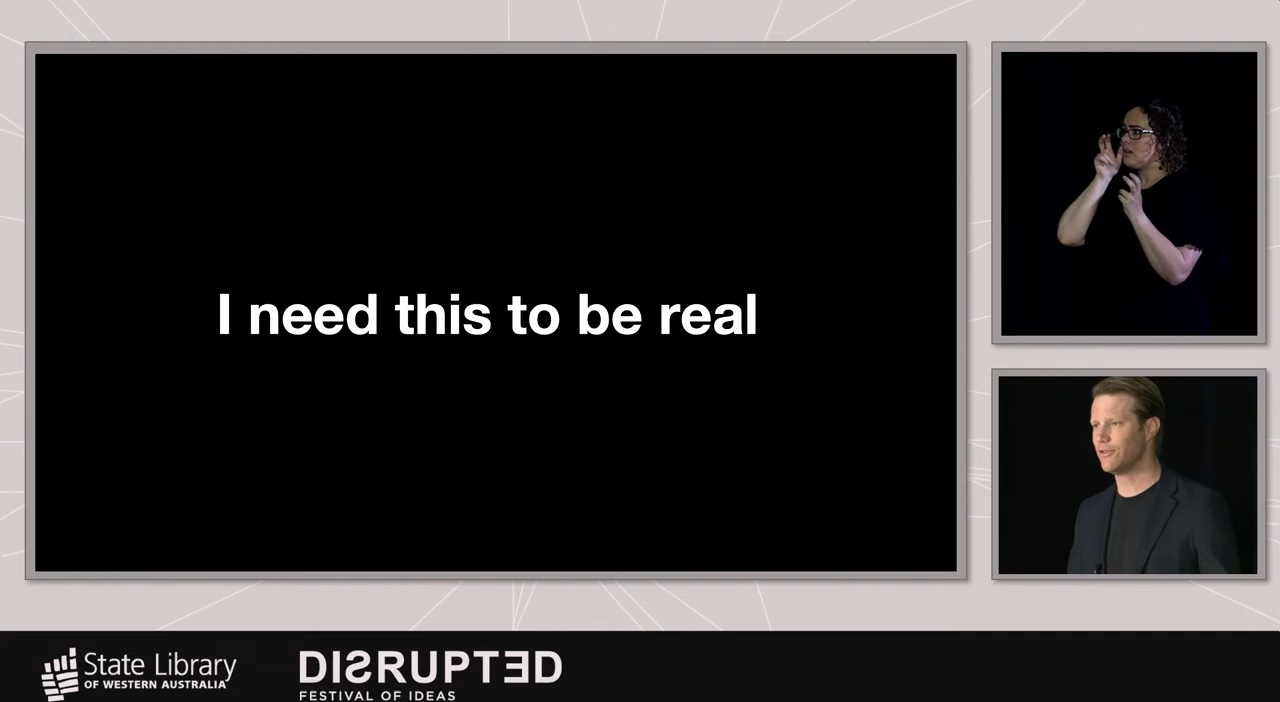 I need this to be real
State Library
OF WESTERN AUSTRALIA
DISRUPTED
FESTIVAL OF IDEAS